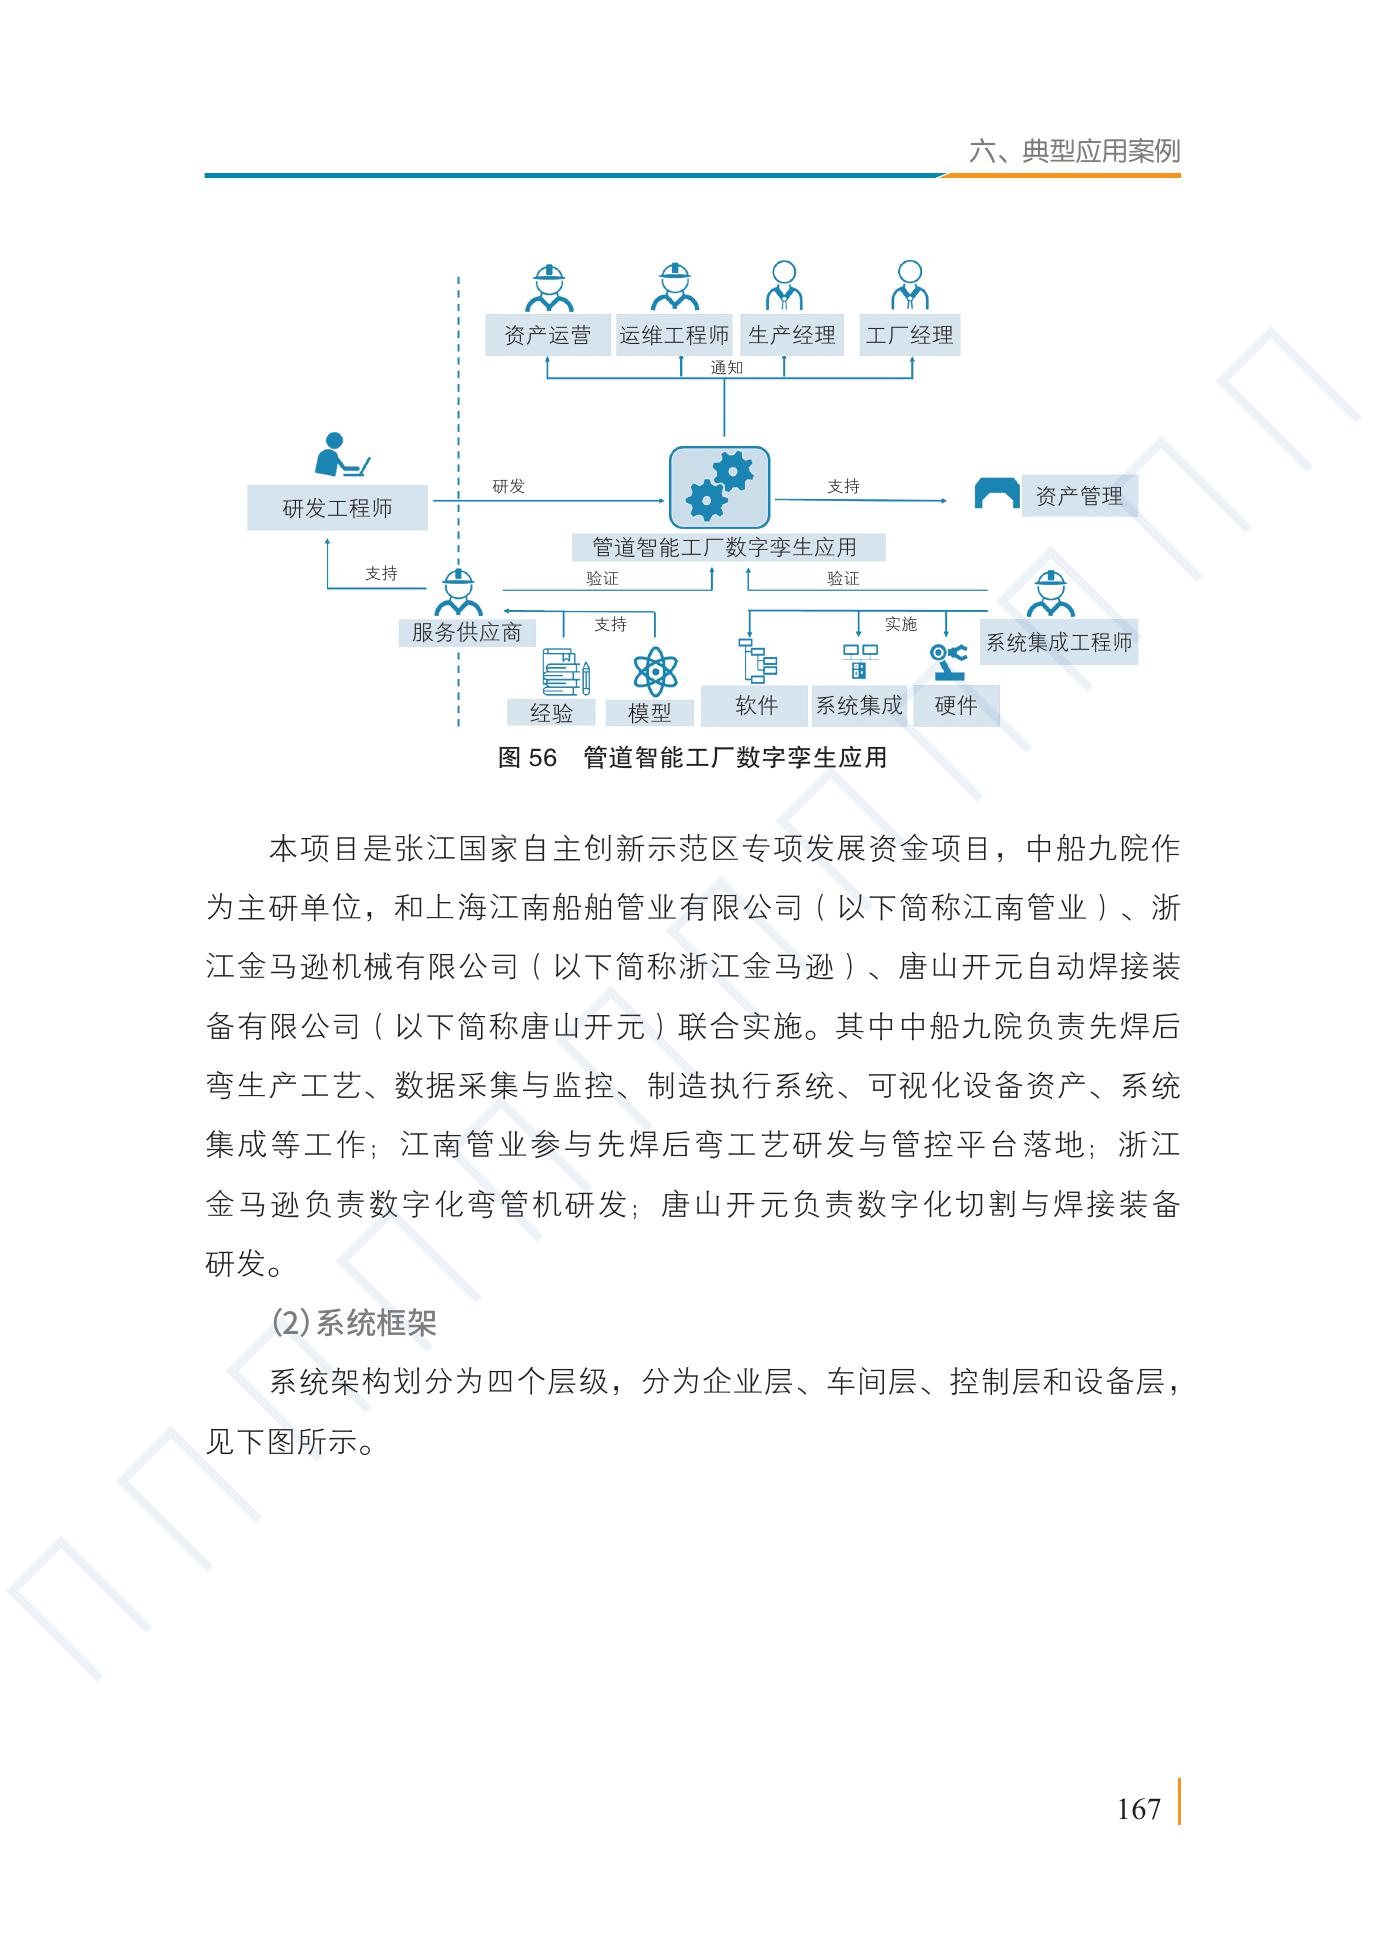 六、典型应用案例
资产运营 运维工程师 生产经理 工厂经理
通知
研发 支持
研发工程师 资产管理
管道智能工厂数字孪生应用
支持 验证 验证
服务供应商 支持 实施 系统集成工程师
经验 模型 软件 系统集成 硬件
图 56 管道智能工厂数字孪生应用
本项目是张江国家自主创新示范区专项发展资金项目，中船九院作
为主研单位，和上海江南船舶管业有限公司（以下简称江南管业）、浙
江金马逊机械有限公司（以下简称浙江金马逊）、唐山开元自动焊接装
备有限公司（以下简称唐山开元）联合实施。其中中船九院负责先焊后
弯生产工艺、数据采集与监控、制造执行系统、可视化设备资产、系统
集成等工作；江南管业参与先焊后弯工艺研发与管控平台落地；浙江
金马逊负责数字化弯管机研发；唐山开元负责数字化切割与焊接装备
研发。
（2）系统框架
系统架构划分为四个层级，分为企业层、车间层、控制层和设备层，
见下图所示。
167